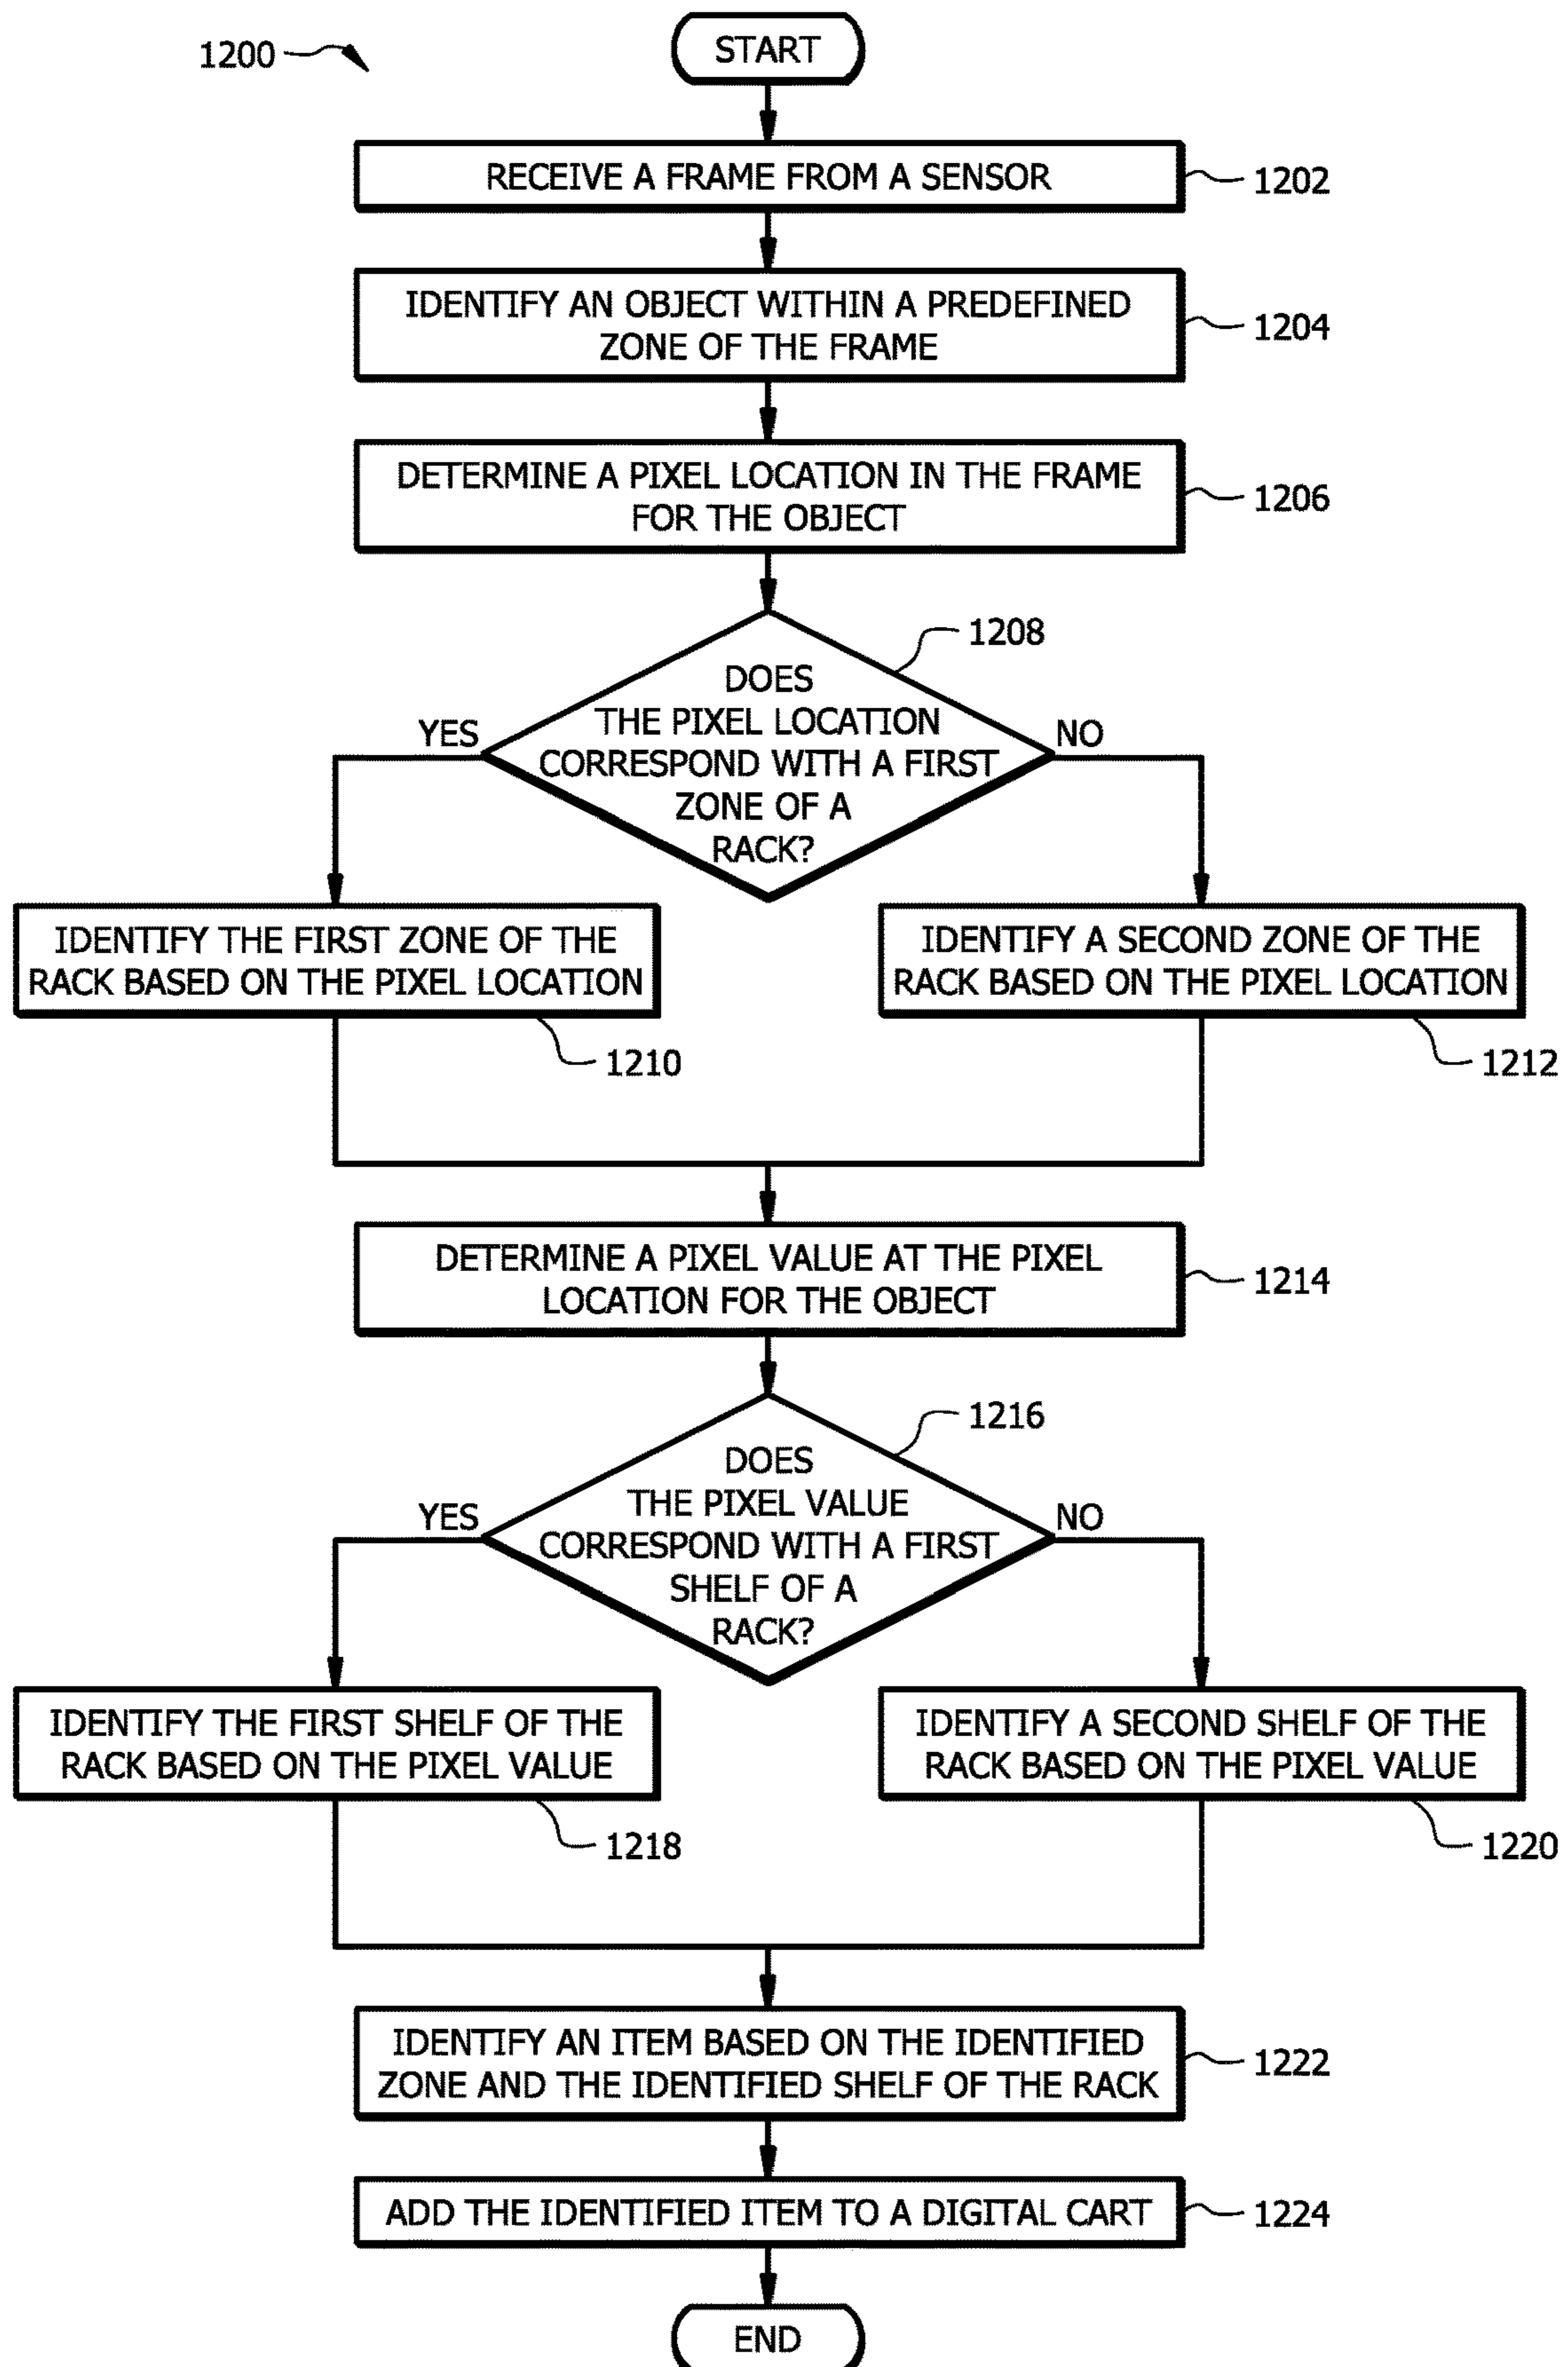 1200
START
RECEIVE A FRAME FROM A SENSOR
1202
IDENTIFY AN OBJECT WITHIN A PREDEFINED
ZONE OF THE FRAME
1204
DETERMINE A PIXEL LOCATION IN THE FRAME
FOR THE OBJECT
1206
1208
DOES
THE PIXEL LOCATION
CORRESPOND WITH A FIRST
ZONE OF A
RACK?
YES
NO
IDENTIFY THE FIRST ZONE OF THE
RACK BASED ON THE PIXEL LOCATION
1210
IDENTIFY A SECOND ZONE OF THE
RACK BASED ON THE PIXEL LOCATION
1212
DETERMINE A PIXEL VALUE AT THE PIXEL
LOCATION FOR THE OBJECT
1214
1216
DOES
THE PIXEL VALUE
CORRESPOND WITH A FIRST
SHELF OF A
RACK?
YES
NO
IDENTIFY THE FIRST SHELF OF THE
RACK BASED ON THE PIXEL VALUE
1218
IDENTIFY A SECOND SHELF OF THE
RACK BASED ON THE PIXEL VALUE
1220
IDENTIFY AN ITEM BASED ON THE IDENTIFIED
ZONE AND THE IDENTIFIED SHELF OF THE RACK
1222
ADD THE IDENTIFIED ITEM TO A DIGITAL CART
1224
END